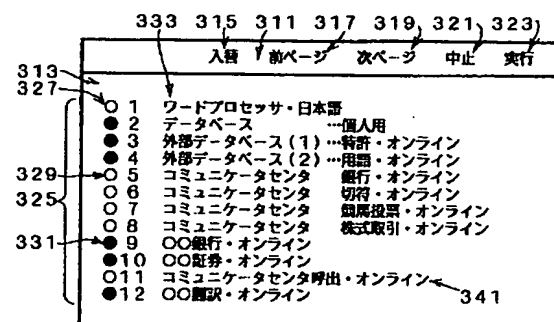 333 315 311 317 319 321 323
入替 前ページ 次ページ 中止 実行
313
327
○ 1 ワードプロセッサ・日本語
● 2 データベース …個人用
● 3 外部データベース(1)…特許・オンライン
● 4 外部データベース(2)…用語・オンライン
329 ○ 5 コミュニケータセンタ 銀行・オンライン
325 ○ 6 コミュニケータセンタ 切符・オンライン
○ 7 コミュニケータセンタ 競馬投票・オンライン
○ 8 コミュニケータセンタ 株式取引・オンライン
331 ● 9 ○○銀行・オンライン
●10 ○○証券・オンライン
○11 コミュニケータセンタ呼出・オンライン
●12 ○○翻訳・オンライン 341